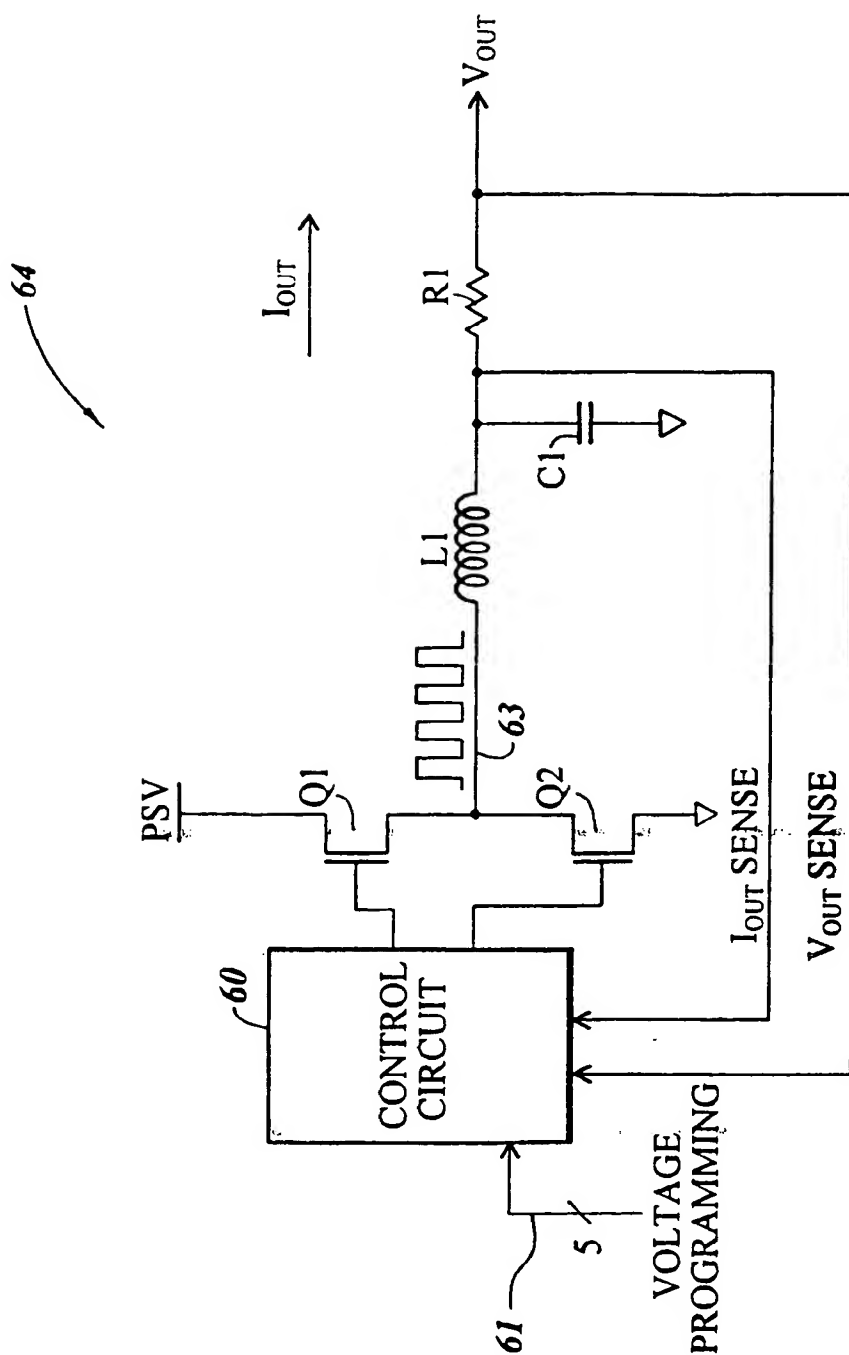 64
I_OUT
V_OUT
R1
C1
L1
63
PSV
Q1
Q2
I_OUT SENSE
V_OUT SENSE
60
CONTROL
CIRCUIT
61
5
VOLTAGE
PROGRAMMING